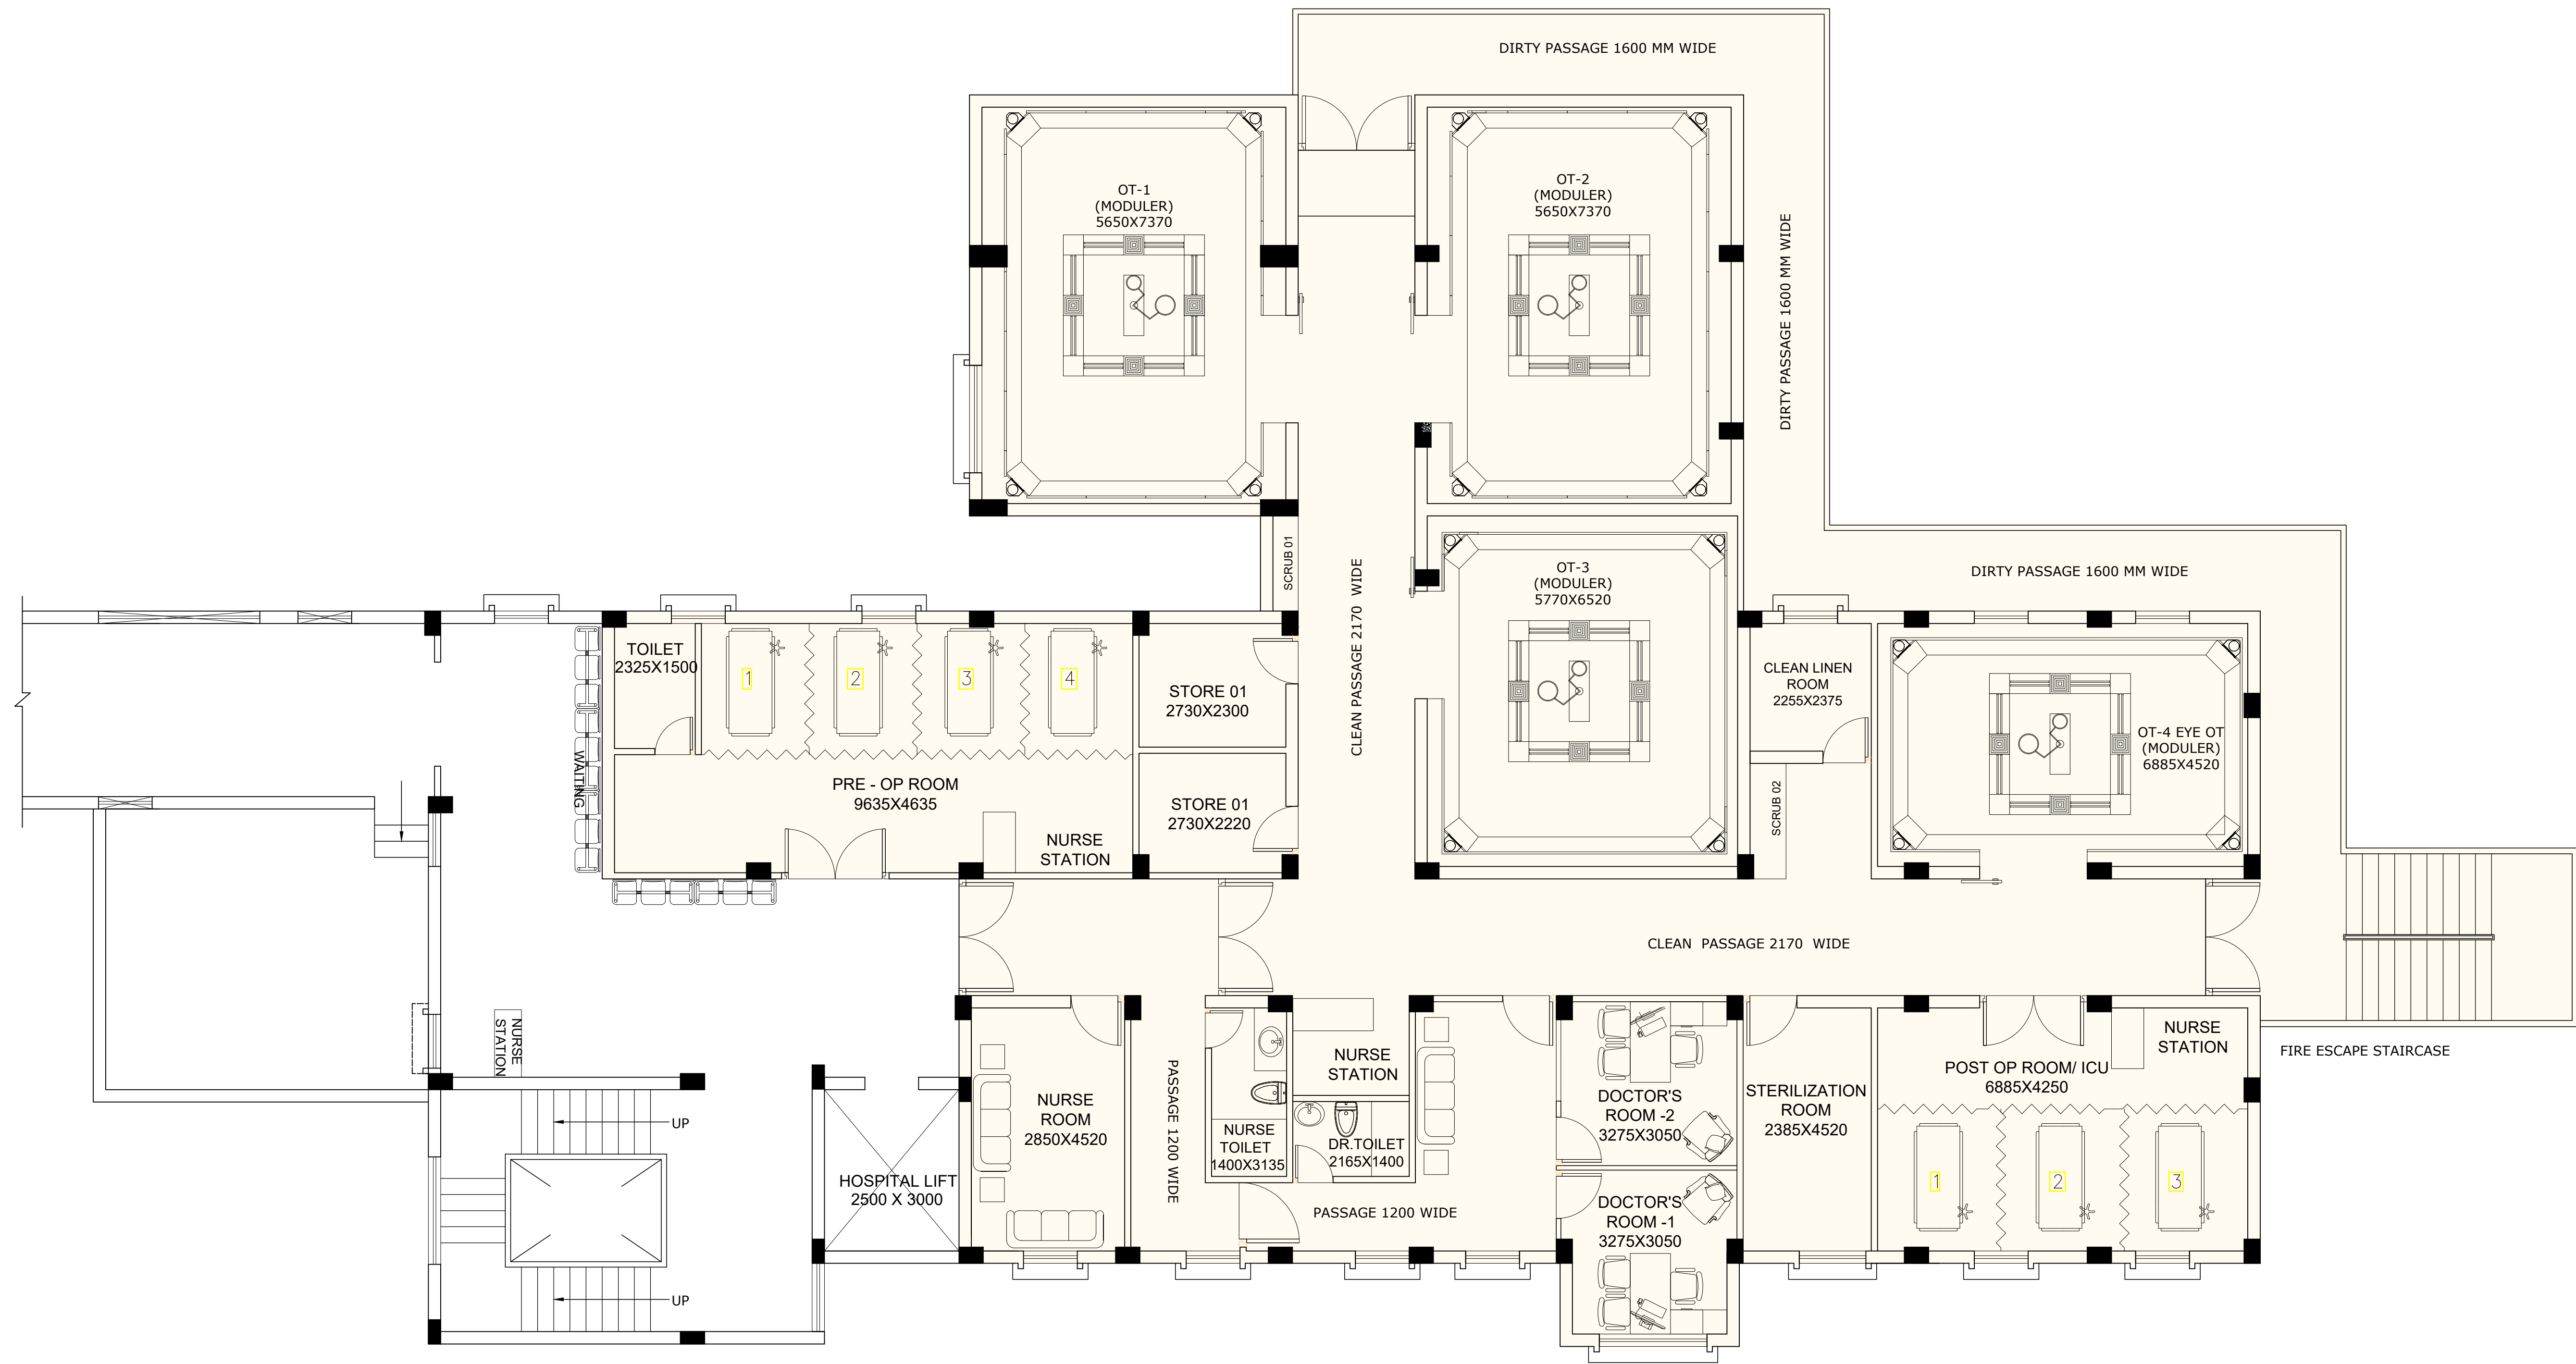 DIRTY PASSAGE 1600 MM WIDE
OT-1
(MODULER)
5650X7370
OT-2
(MODULER)
5650X7370
DIRTY PASSAGE 1600 MM WIDE
SCRUB 01
CLEAN PASSAGE 2170 WIDE
OT-3
(MODULER)
5770X6520
DIRTY PASSAGE 1600 MM WIDE
TOILET
2325X1500
1
2
3
4
WAITING
PRE - OP ROOM
9635X4635
NURSE
STATION
STORE 01
2730X2300
STORE 01
2730X2220
CLEAN LINEN
ROOM
2255X2375
SCRUB 02
OT-4 EYE OT
(MODULER)
6885X4520
CLEAN PASSAGE 2170 WIDE
NURSE
STATION
UP
UP
HOSPITAL LIFT
2500 X 3000
NURSE
ROOM
2850X4520
PASSAGE 1200 WIDE
NURSE
TOILET
1400X3135
NURSE
STATION
DR.TOILET
2165X1400
PASSAGE 1200 WIDE
DOCTOR'S
ROOM -2
3275X3050
DOCTOR'S
ROOM -1
3275X3050
STERILIZATION
ROOM
2385X4520
NURSE
STATION
POST OP ROOM/ ICU
6885X4250
1
2
3
FIRE ESCAPE STAIRCASE